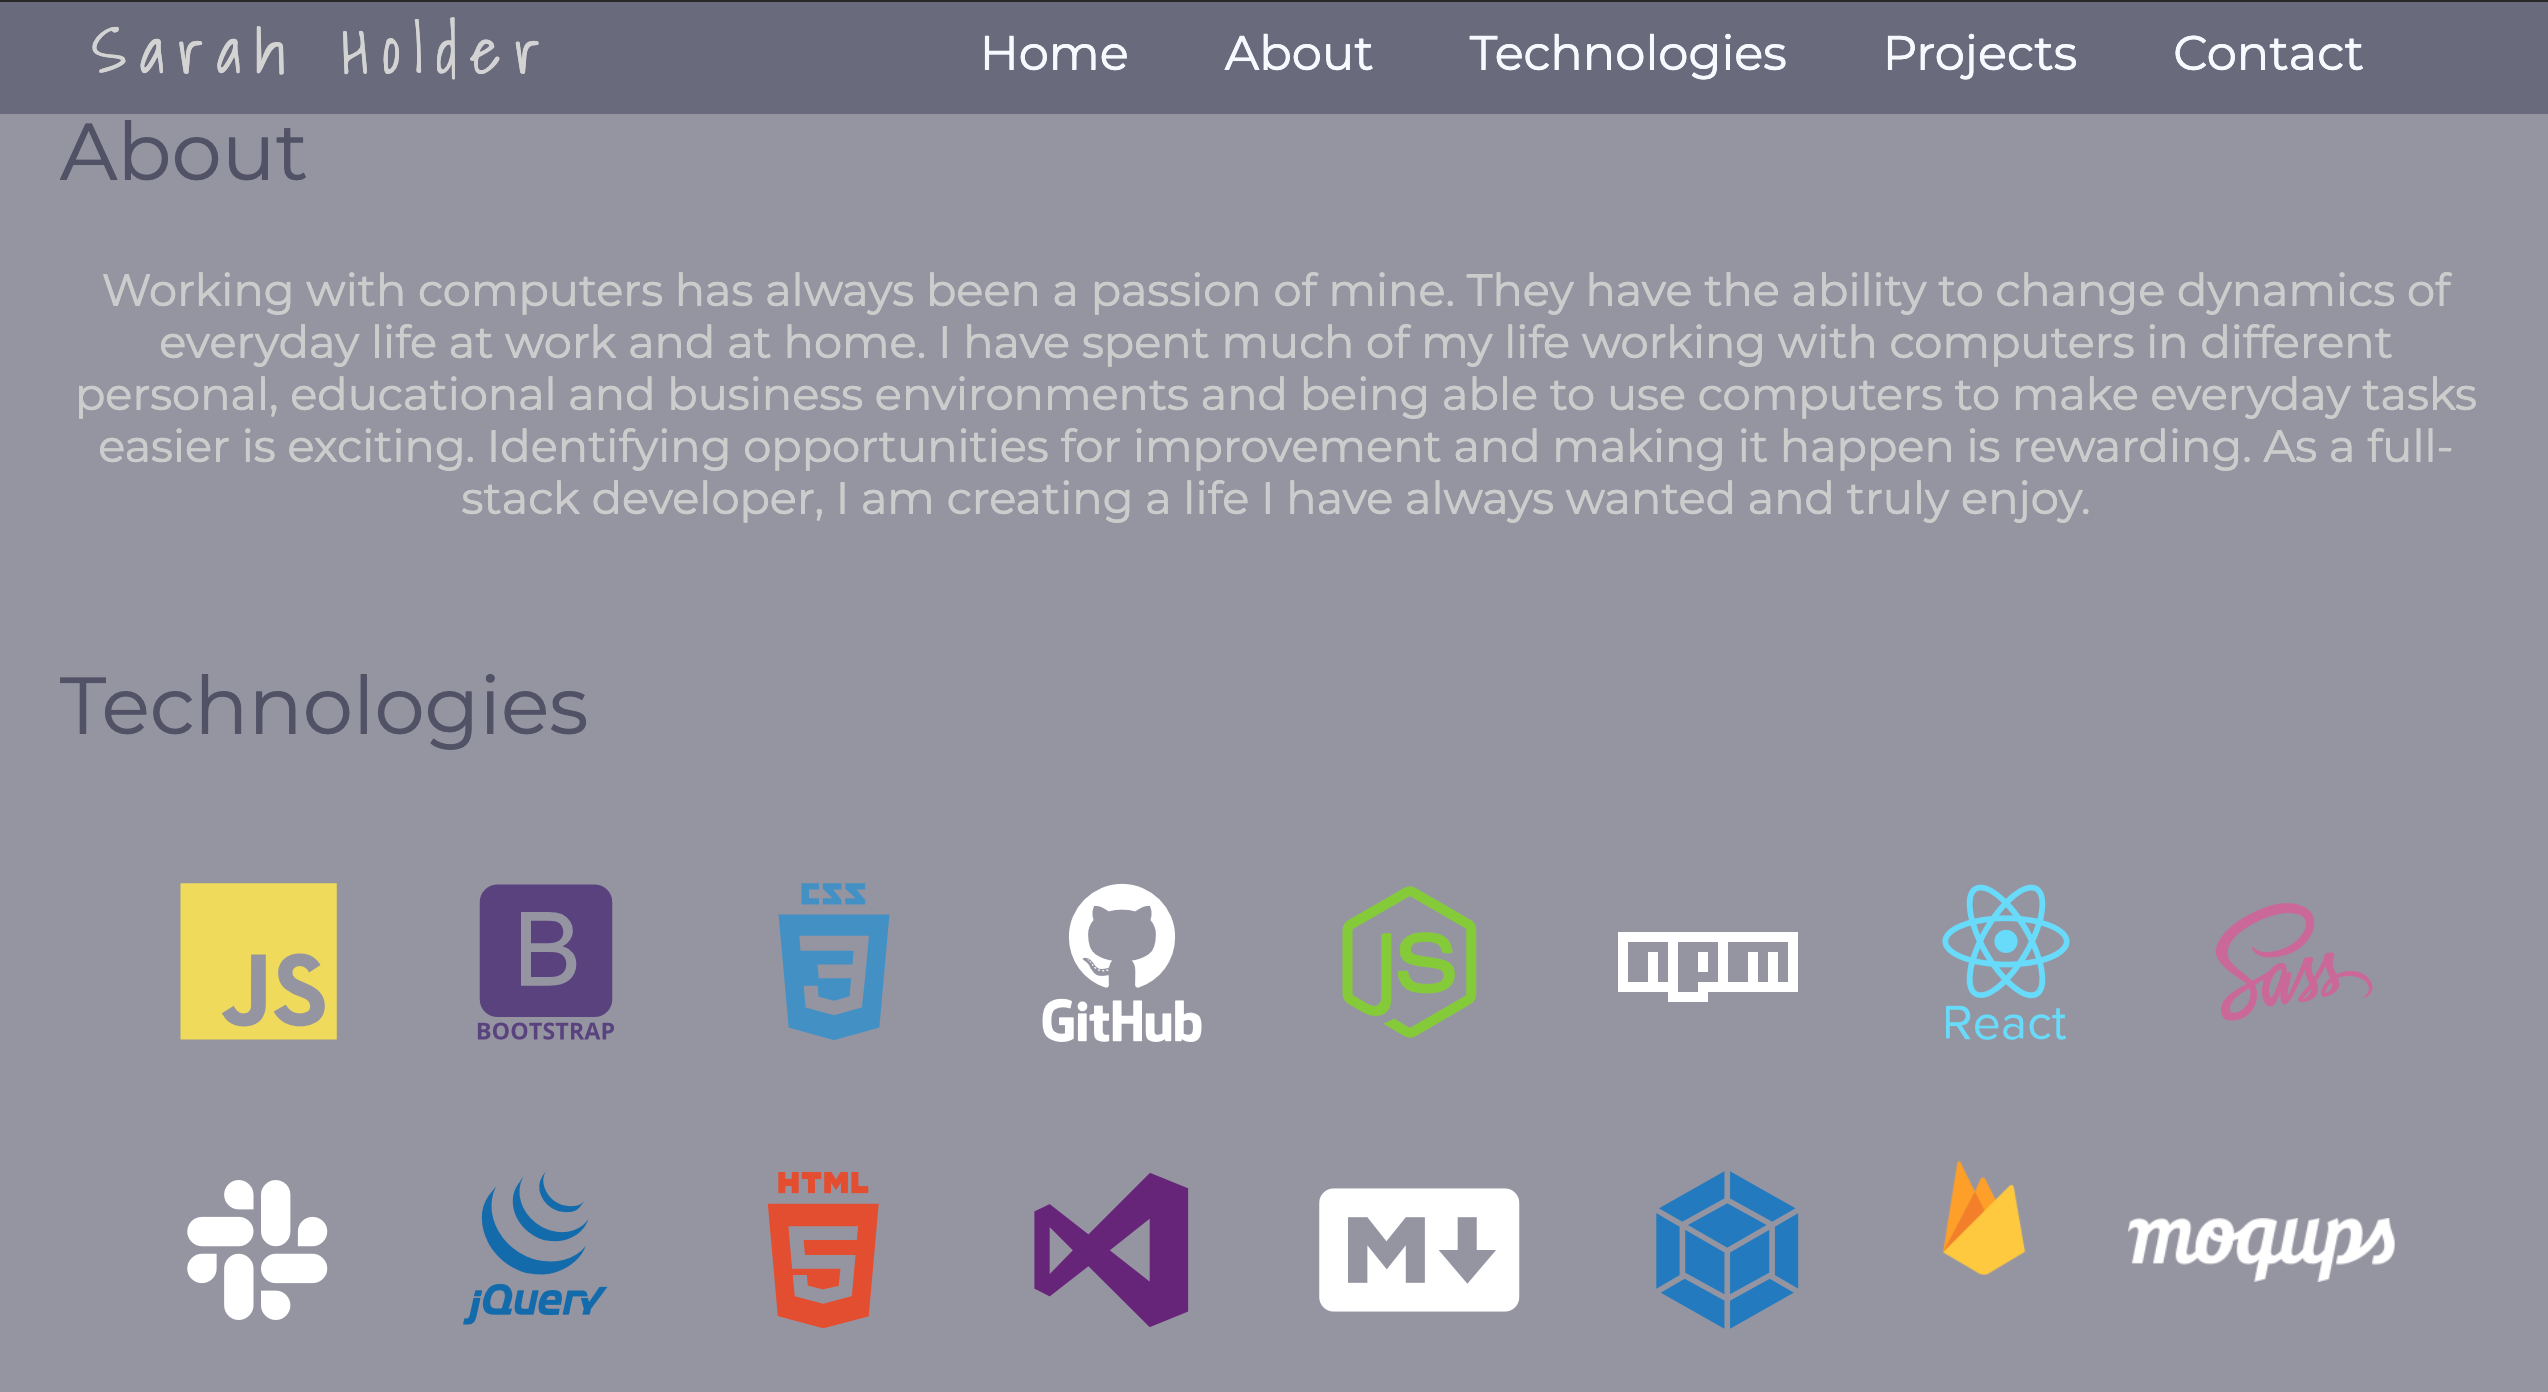 Sarah Holder
Home About Technologies Projects Contact
About
Working with computers has always been a passion of mine. They have the ability to change dynamics of
everyday life at work and at home. I have spent much of my life working with computers in different
personal, educational and business environments and being able to use computers to make everyday tasks
easier is exciting. Identifying opportunities for improvement and making it happen is rewarding. As a full-
stack developer, I am creating a life I have always wanted and truly enjoy.
Technologies
JS
B
BOOTSTRAP
CSS
3
GitHub
JS
npm
React
Sass
jQuery
HTML
5
M
moqups